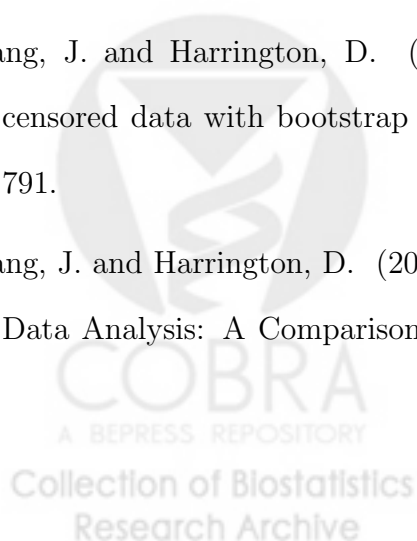 ang, J. and Harrington, D. (
censored data with bootstrap
791.
ang, J. and Harrington, D. (20
Data Analysis: A Comparison
COBRA
A BEPRESS REPOSITORY
Collection of Biostatistics
Research Archive